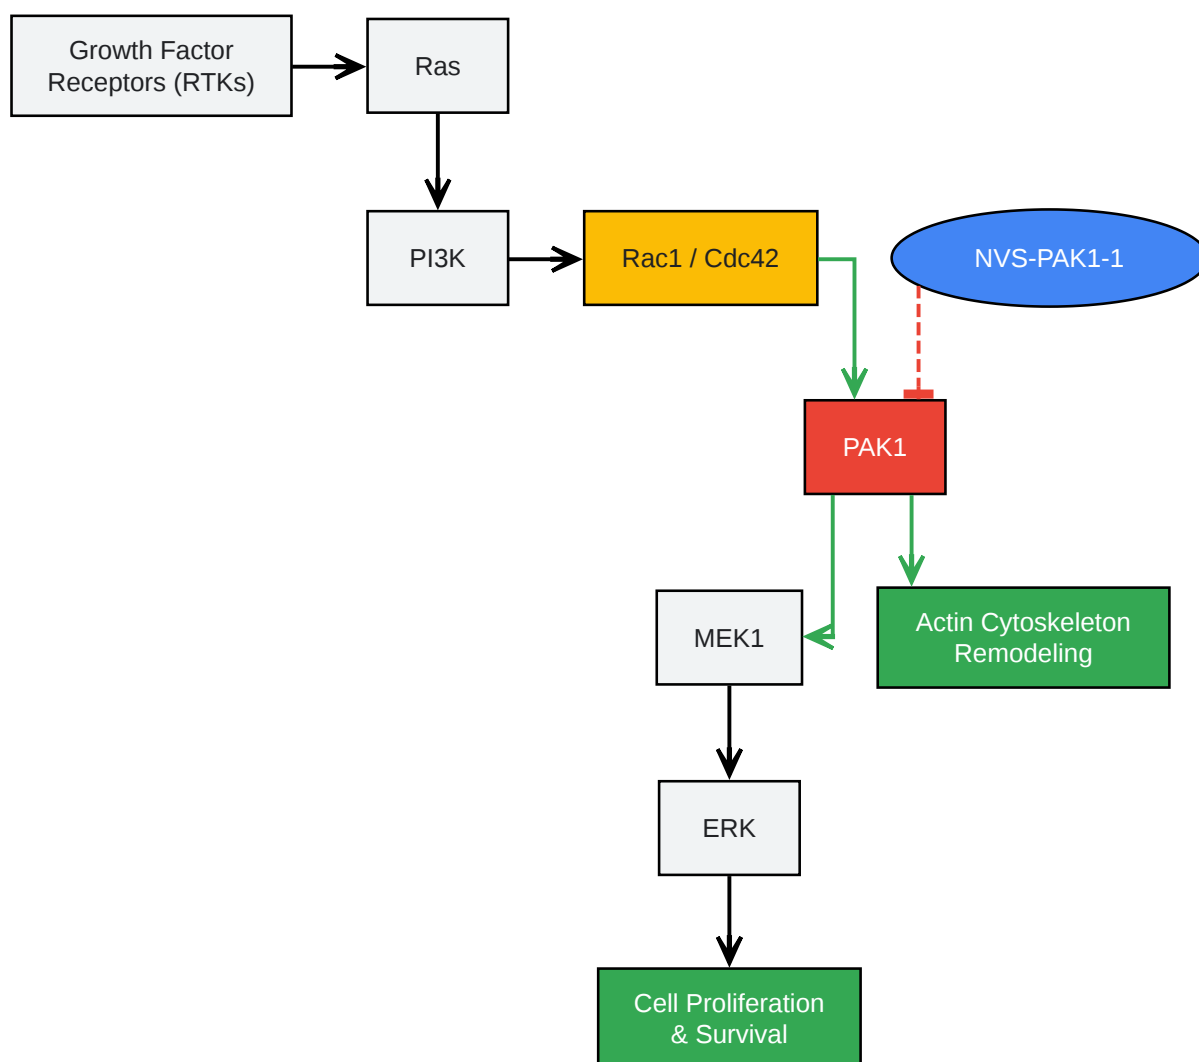 Growth Factor
Receptors (RTKs)
Ras
PI3K
Rac1 / Cdc42
NVS-PAK1-1
PAK1
MEK1
Actin Cytoskeleton
Remodeling
ERK
Cell Proliferation
& Survival